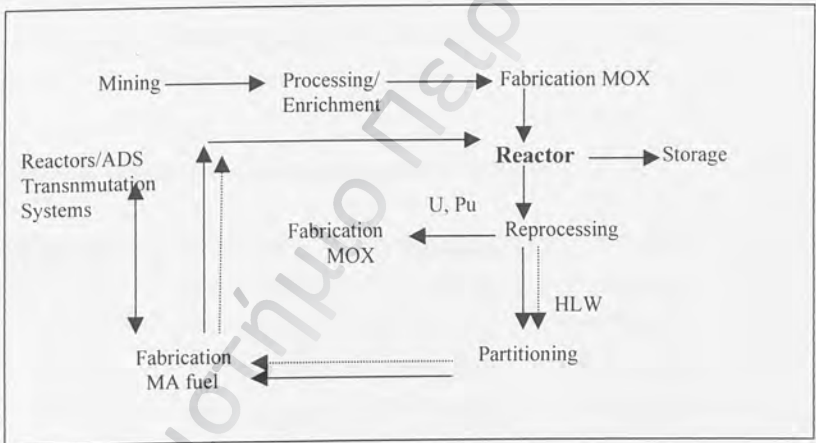 Mining
Processing/
Enrichment
Fabrication MOX
Reactors/ADS
Transnmutation
Systems
Reactor
Storage
U, Pu
Fabrication
MOX
Reprocessing
HLW
Fabrication
MA fuel
Partitioning